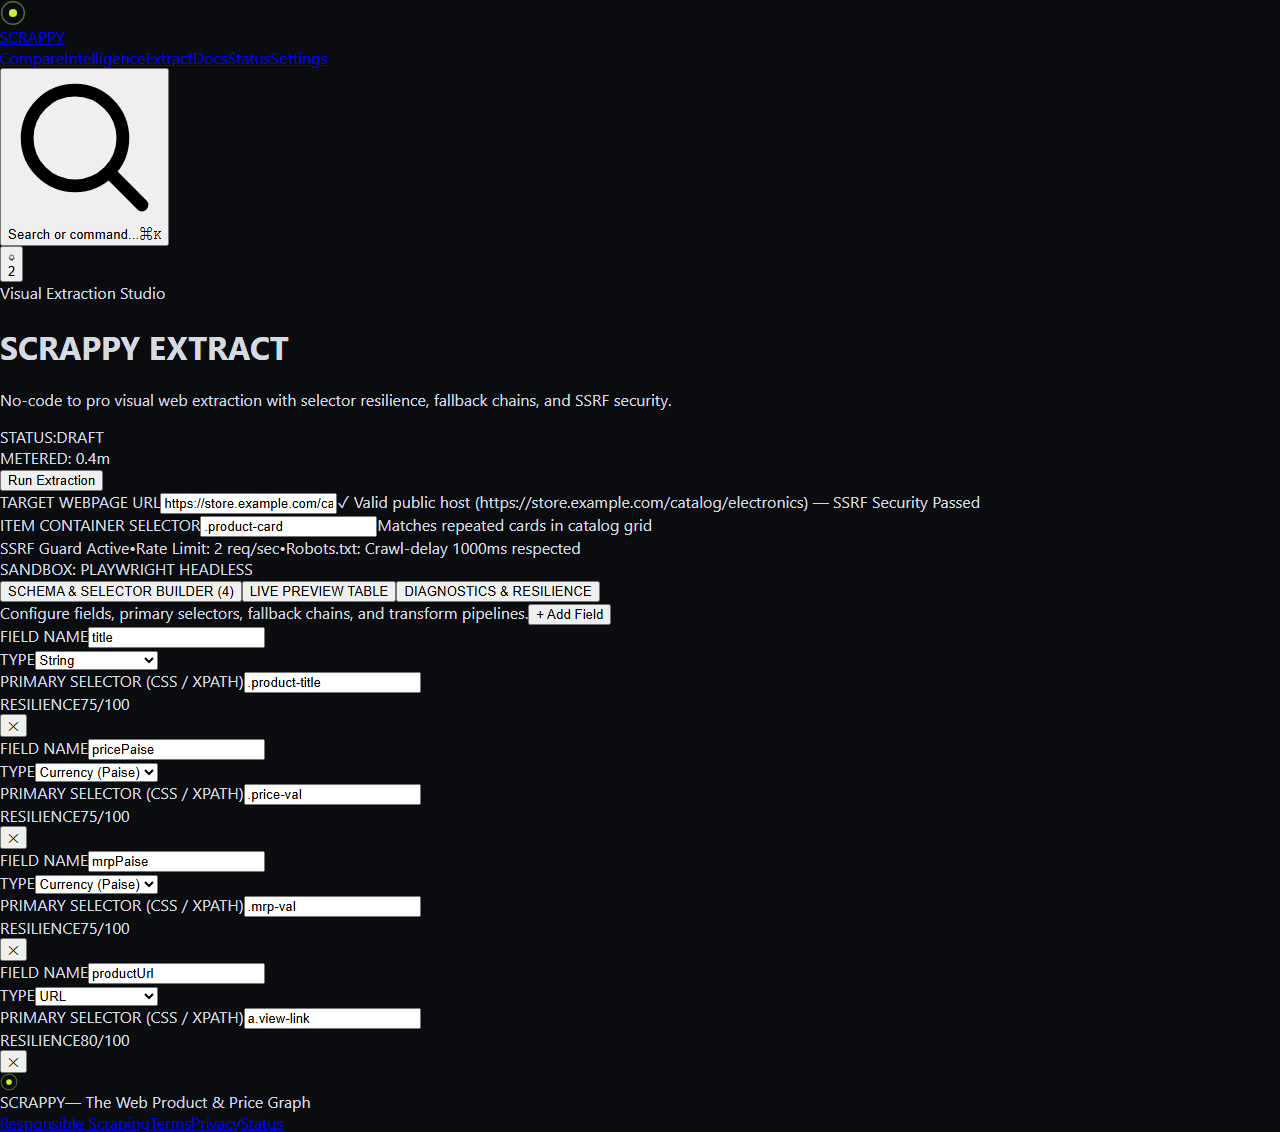 SCRAPPY
CompareIntelligenceExtractDocsStatusSettings
Search or command...⌘K
2
Visual Extraction Studio
SCRAPPY EXTRACT
No-code to pro visual web extraction with selector resilience, fallback chains, and SSRF security.
STATUS:DRAFT
METERED: 0.4m
Run Extraction
TARGET WEBPAGE URL https://store.example.com/ca ✓ Valid public host (https://store.example.com/catalog/electronics) — SSRF Security Passed
ITEM CONTAINER SELECTOR .product-card Matches repeated cards in catalog grid
SSRF Guard Active•Rate Limit: 2 req/sec•Robots.txt: Crawl-delay 1000ms respected
SANDBOX: PLAYWRIGHT HEADLESS
SCHEMA & SELECTOR BUILDER (4) LIVE PREVIEW TABLE DIAGNOSTICS & RESILIENCE
Configure fields, primary selectors, fallback chains, and transform pipelines. + Add Field
FIELD NAME title
TYPE String
PRIMARY SELECTOR (CSS / XPATH) .product-title
RESILIENCE75/100
✕
FIELD NAME pricePaise
TYPE Currency (Paise)
PRIMARY SELECTOR (CSS / XPATH) .price-val
RESILIENCE75/100
✕
FIELD NAME mrpPaise
TYPE Currency (Paise)
PRIMARY SELECTOR (CSS / XPATH) .mrp-val
RESILIENCE75/100
✕
FIELD NAME productUrl
TYPE URL
PRIMARY SELECTOR (CSS / XPATH) a.view-link
RESILIENCE80/100
✕
SCRAPPY— The Web Product & Price Graph
Responsible ScrapingTermsPrivacyStatus